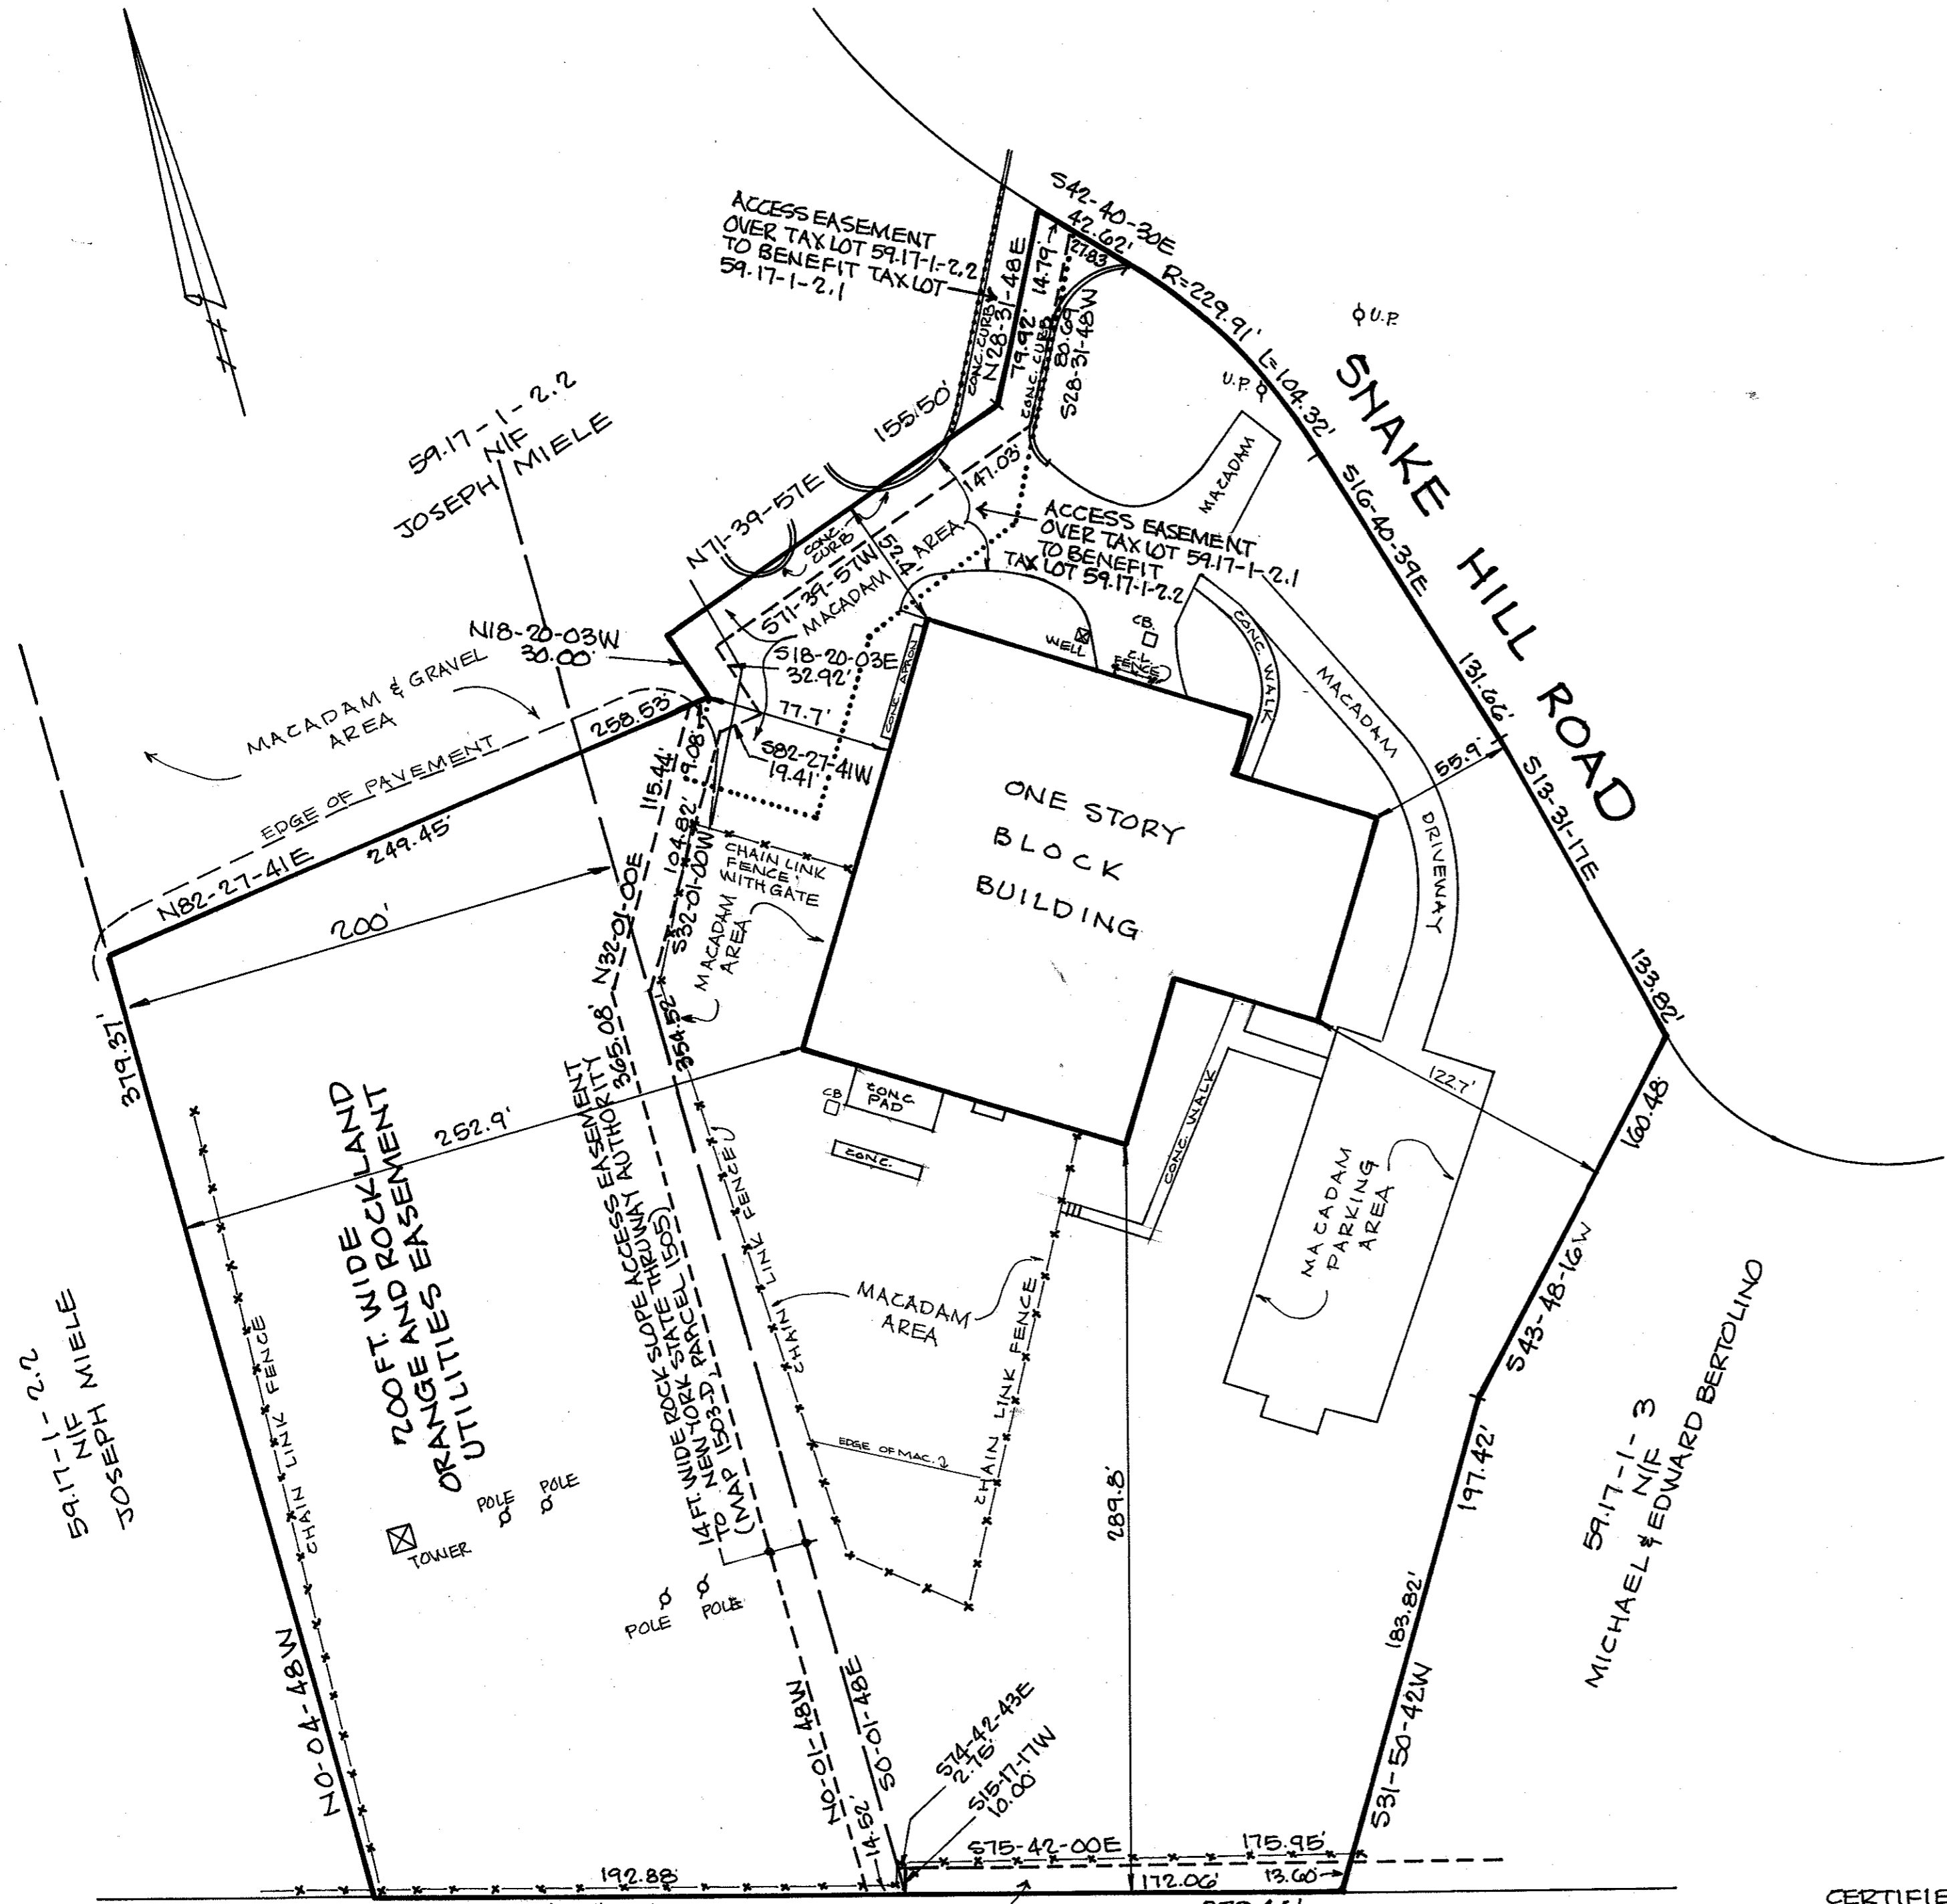 ACCESS EASEMENT
OVER TAX LOT 59.17-1-2.2
TO BENEFIT TAX LOT
59.17-1-2.1
S42-40-30E
42.62'
27.83
14.79'
N28-31-48E
79.92'
CONC. CURB
CONC. CURB
80.69
S28-31-48W
R=229.91' L=104.32'
U.P.
U.P.
SNAKE HILL ROAD
59.17-1-2.2
N/F
JOSEPH MIELE
155.50'
N71-39-57E
147.03'
S71-39-57W
CONC.
CURB
52.4'
MACADAM AREA
MACADAM
ACCESS EASEMENT
OVER TAX LOT 59.17-1-2.1
TO BENEFIT
TAX LOT 59.17-1-2.2
S16-40-39E
131.66'
N18-20-03W
30.00'
S18-20-03E
32.92'
WELL
C.B.
C.L.
FENCE
CONC. WALK
CONC. APRON
MACADAM
DRIVEWAY
MACADAM & GRAVEL
AREA
EDGE OF PAVEMENT
258.53'
77.7'
S82-27-41W
19.41'
55.9'
S13-31-17E
133.82'
N82-27-41E
249.45'
200'
115.44'
9.08'
104.82'
N32-01-00E
S32-01-00W
CHAIN LINK
FENCE
WITH GATE
MACADAM
AREA
ONE STORY
BLOCK
BUILDING
379.37'
365.08'
354.52'
252.9'
CB
CONC.
PAD
CONC.
CONC. WALK
122.7'
160.48'
MACADAM
PARKING
AREA
200FT. WIDE
ORANGE AND ROCKLAND
UTILITIES EASEMENT
14 FT. WIDE ROCK SLOPE ACCESS EASEMENT
TO NEW YORK STATE THRUWAY AUTHORITY
(MAP 1503-D, PARCEL 1505)
CHAIN LINK FENCE
CHAIN LINK FENCE
CHAIN LINK FENCE
MACADAM
AREA
EDGE OF MAC.
289.8'
S43-48-16W
197.42'
59.17-1-2.2
N/F
JOSEPH MIELE
59.17-1-3
N/F
MICHAEL & EDWARD BERTOLINO
TOWER
POLE
POLE
POLE
POLE
183.82'
S31-50-42W
N0-04-48W
N0-01-48W
S0-01-48E
14.52'
S74-42-43E
2.75'
S15-17-17W
10.00'
S75-42-00E
175.95'
192.88'
172.06'
13.60'